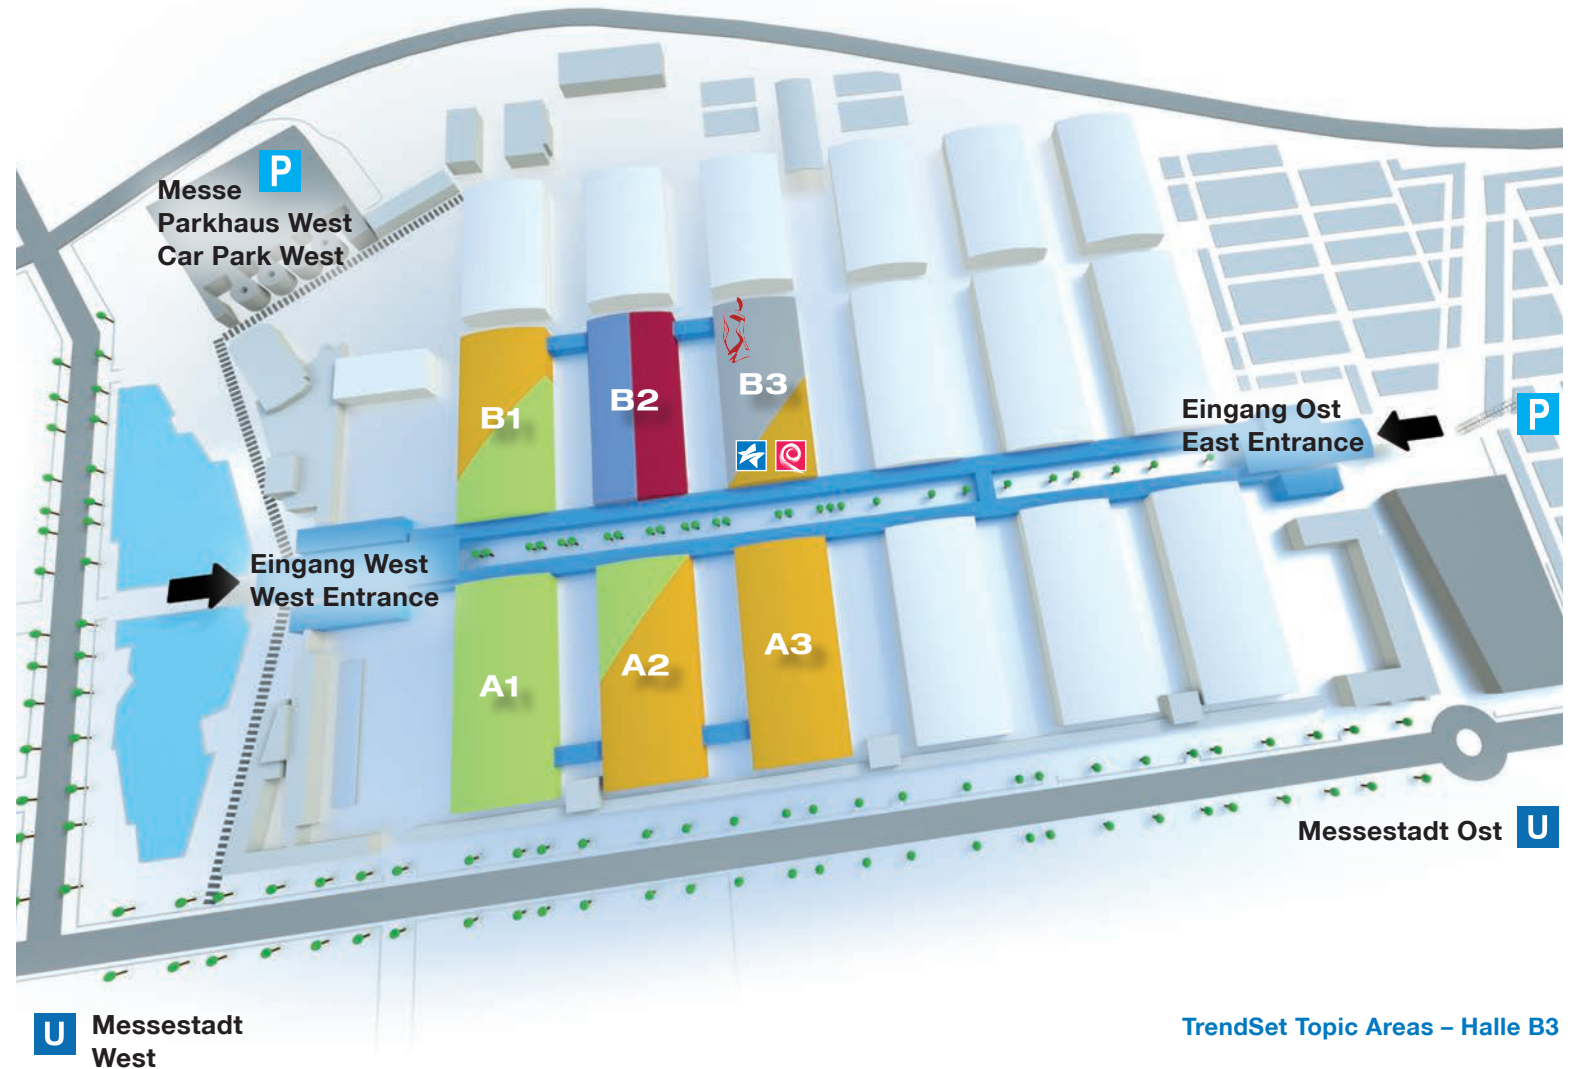 P
Messe
Parkhaus West
Car Park West
B1
B2
B3
Eingang Ost
East Entrance
P
Eingang West
West Entrance
A1
A2
A3
Messestadt Ost U
U Messestadt
West
TrendSet Topic Areas – Halle B3